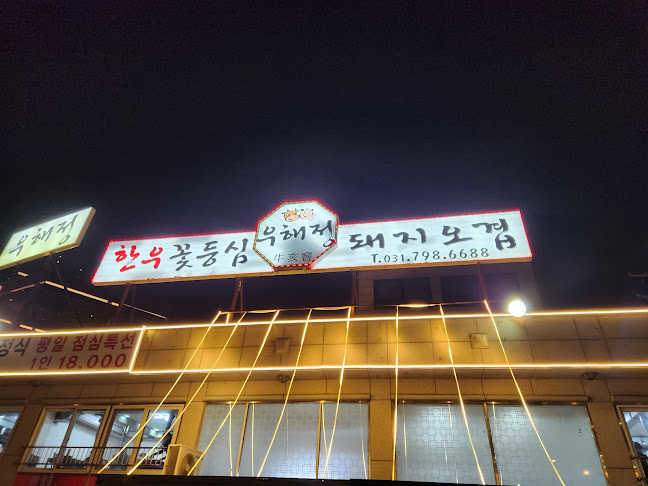 우해정
한우 꽃등심 우해정 돼지오겹
牛亥
T.031.798.6688
정식 평일 점심특선
1인 18.000